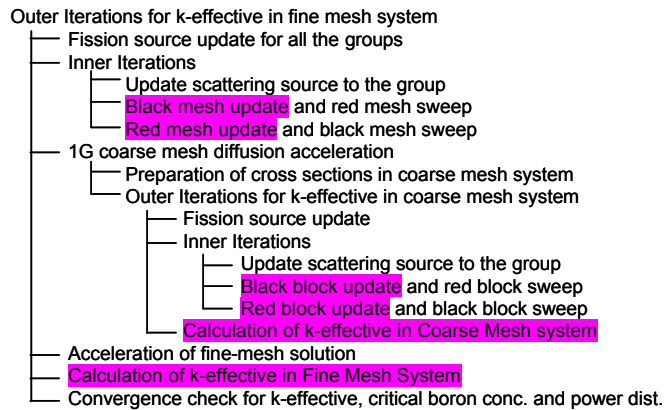 Outer Iterations for k-effective in fine mesh system
Fission source update for all the groups
Inner Iterations
Update scattering source to the group
Black mesh update and red mesh sweep
Red mesh update and black mesh sweep
1G coarse mesh diffusion acceleration
Preparation of cross sections in coarse mesh system
Outer Iterations for k-effective in coarse mesh system
Fission source update
Inner Iterations
Update scattering source to the group
Black block update and red block sweep
Red block update and black block sweep
Calculation of k-effective in Coarse Mesh system
Acceleration of fine-mesh solution
Calculation of k-effective in Fine Mesh System
Convergence check for k-effective, critical boron conc. and power dist.